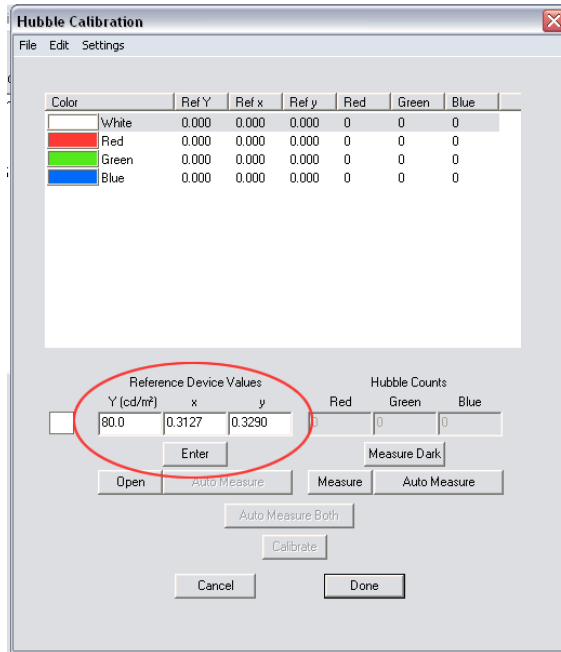 Hubble Calibration
File Edit Settings
Color Ref Y Ref x Ref y Red Green Blue
White 0.000 0.000 0.000 0 0 0
Red 0.000 0.000 0.000 0 0 0
Green 0.000 0.000 0.000 0 0 0
Blue 0.000 0.000 0.000 0 0 0
Reference Device Values Hubble Counts
Y (cd/m²) x y Red Green Blue
80.0 0.3127 0.3290 0 0 0
Enter Measure Dark
Open Auto Measure Measure Auto Measure
Auto Measure Both
Calibrate
Cancel Done